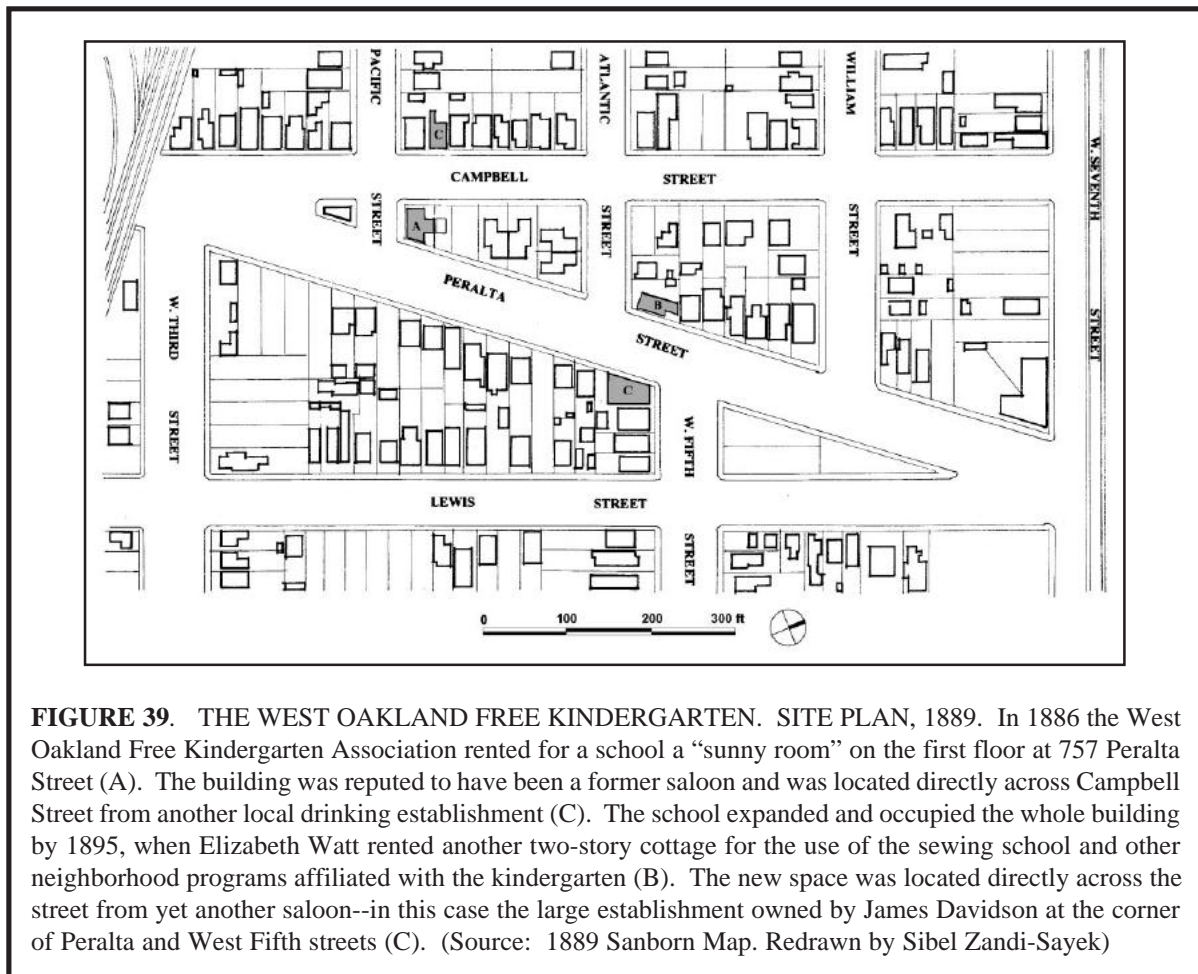 PACIFIC
ATLANTIC
WILLIAM
W. SEVENTH
C
CAMPBELL STREET
STREET
A
STREET
STREET
PERALTA
B
STREET
STREET
W. THIRD
C
STREET
W. FIFTH
LEWIS STREET
STREET
0 100 200 300 ft
FIGURE 39. THE WEST OAKLAND FREE KINDERGARTEN. SITE PLAN, 1889. In 1886 the West
Oakland Free Kindergarten Association rented for a school a “sunny room” on the first floor at 757 Peralta
Street (A). The building was reputed to have been a former saloon and was located directly across Campbell
Street from another local drinking establishment (C). The school expanded and occupied the whole building
by 1895, when Elizabeth Watt rented another two-story cottage for the use of the sewing school and other
neighborhood programs affiliated with the kindergarten (B). The new space was located directly across the
street from yet another saloon--in this case the large establishment owned by James Davidson at the corner
of Peralta and West Fifth streets (C). (Source: 1889 Sanborn Map. Redrawn by Sibel Zandi-Sayek)